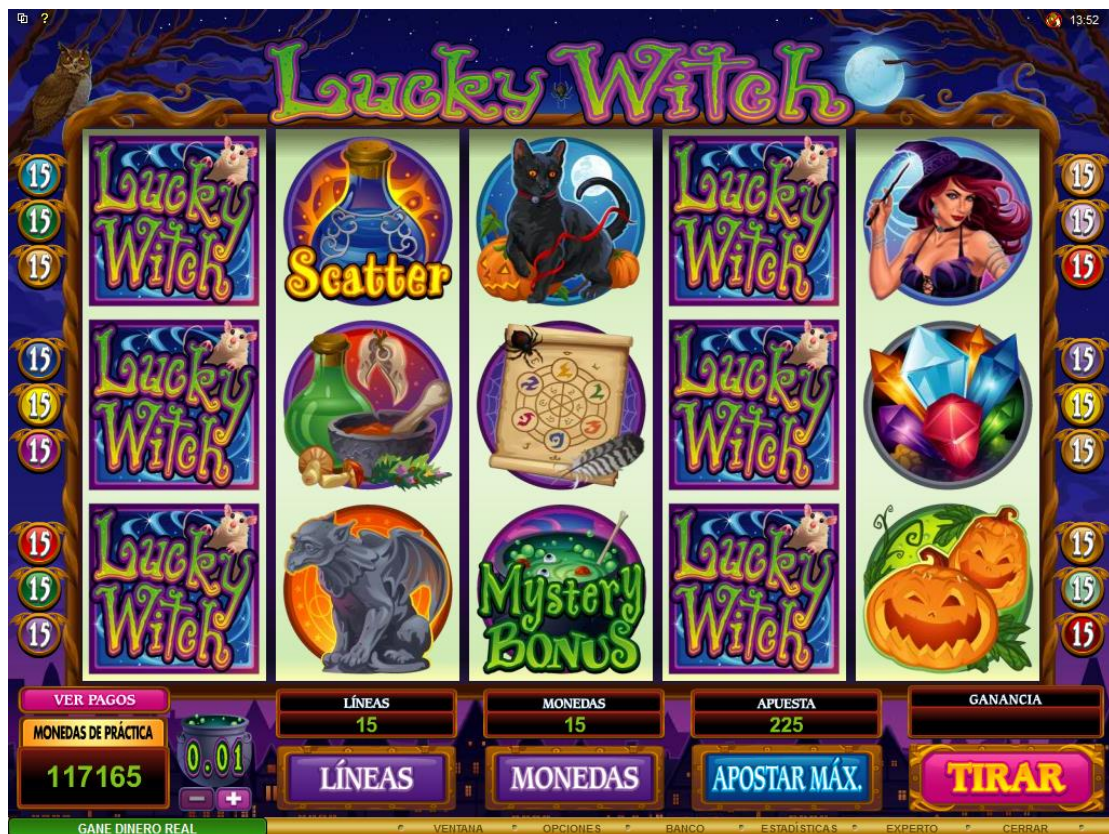 ? 13:52
Lucky Witch
Lucky Witch
Scatter
Lucky Witch
Lucky Witch
Lucky Witch
Lucky Witch
Mystery BONUS
Lucky Witch
15 15
15 15
15 15
15 15
15 15
15 15
15 15
15 15
15 15
VER PAGOS
LÍNEAS MONEDAS APUESTA GANANCIA
15 15 225
MONEDAS DE PRÁCTICA
117165
0.01
- +
LÍNEAS MONEDAS APOSTAR MÁX. TIRAR
GANE DINERO REAL VENTANA OPCIONES BANCO ESTADÍSTICAS EXPERTO CERRAR